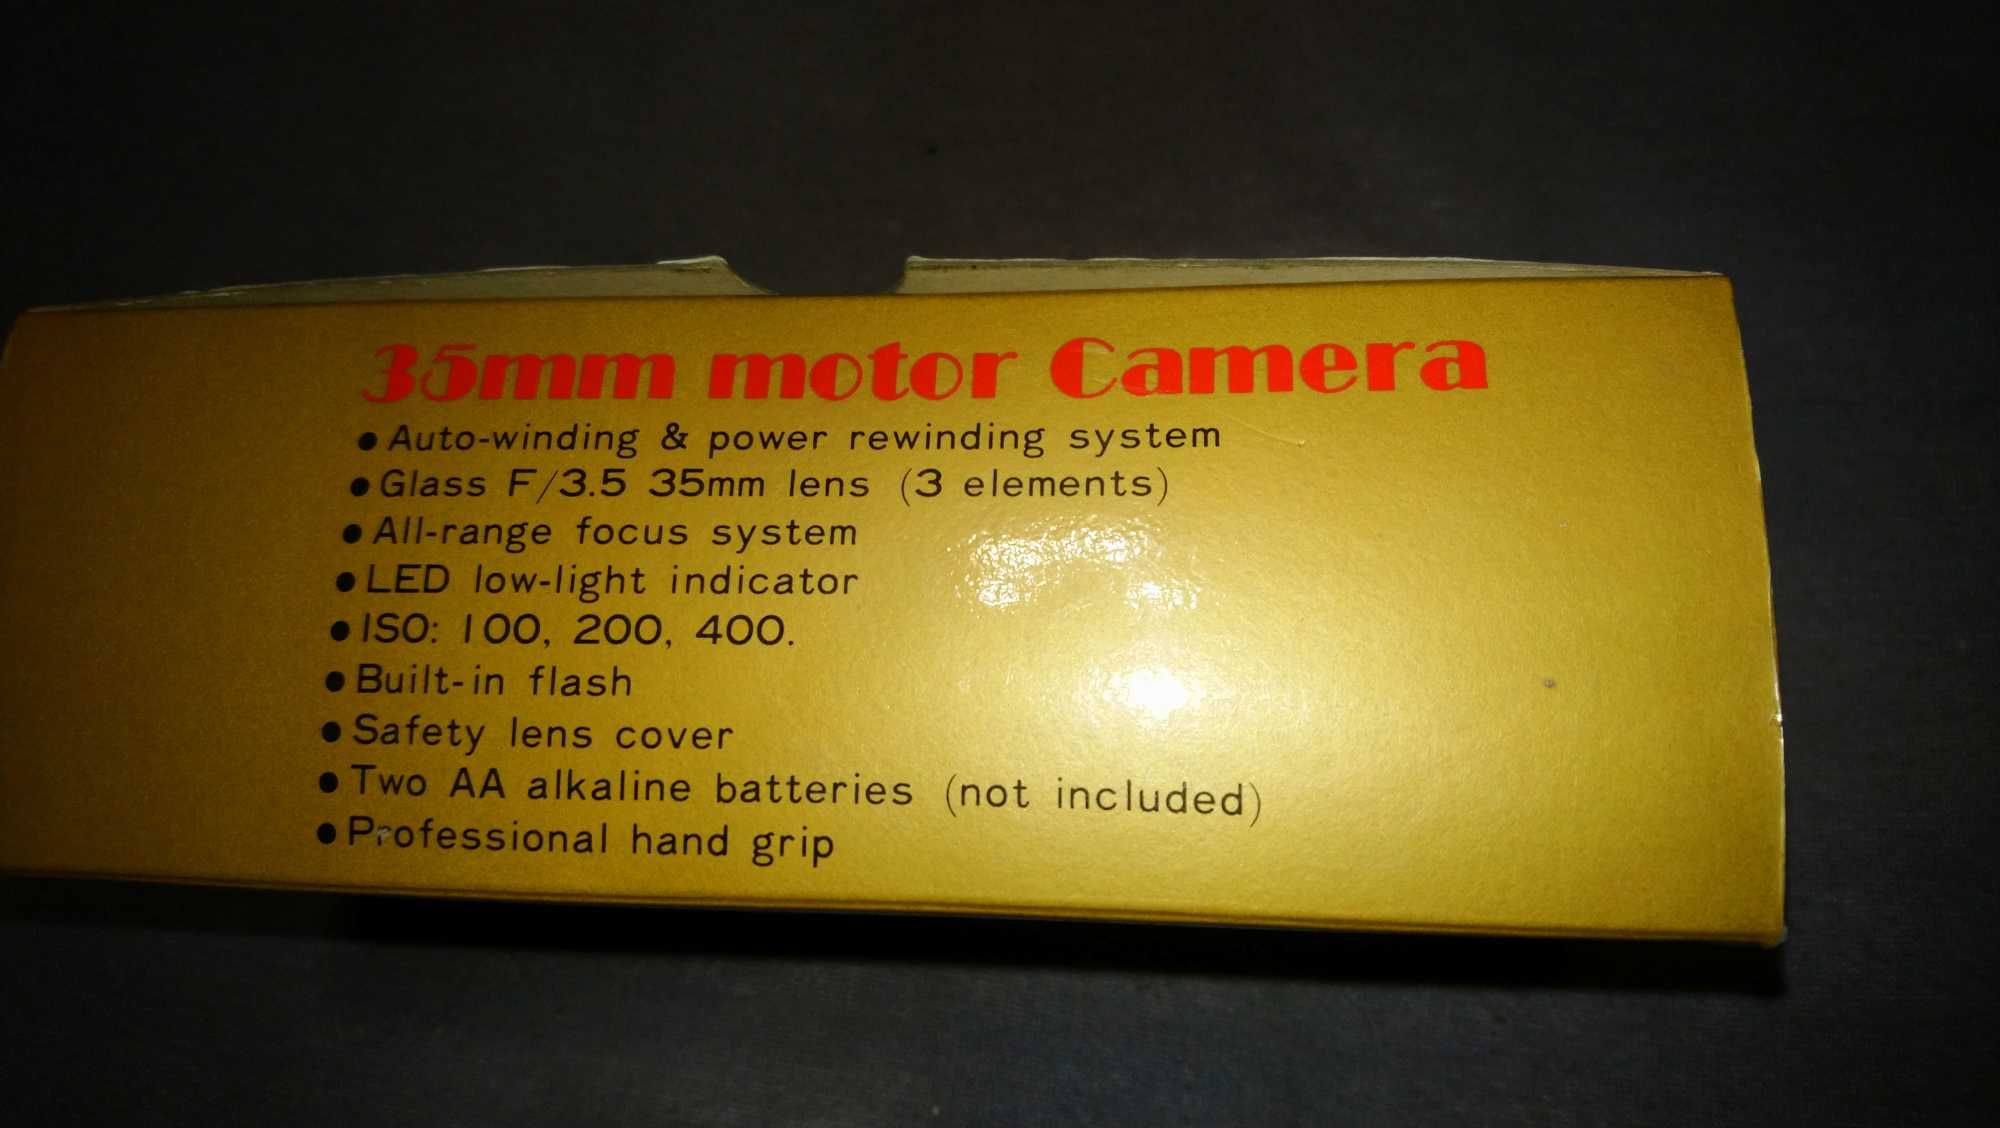 35mm motor Camera
● Auto-winding & power rewinding system
● Glass F/3.5 35mm lens (3 elements)
● All-range focus system
● LED low-light indicator
● ISO: 100, 200, 400.
● Built-in flash
● Safety lens cover
● Two AA alkaline batteries (not included)
● Professional hand grip